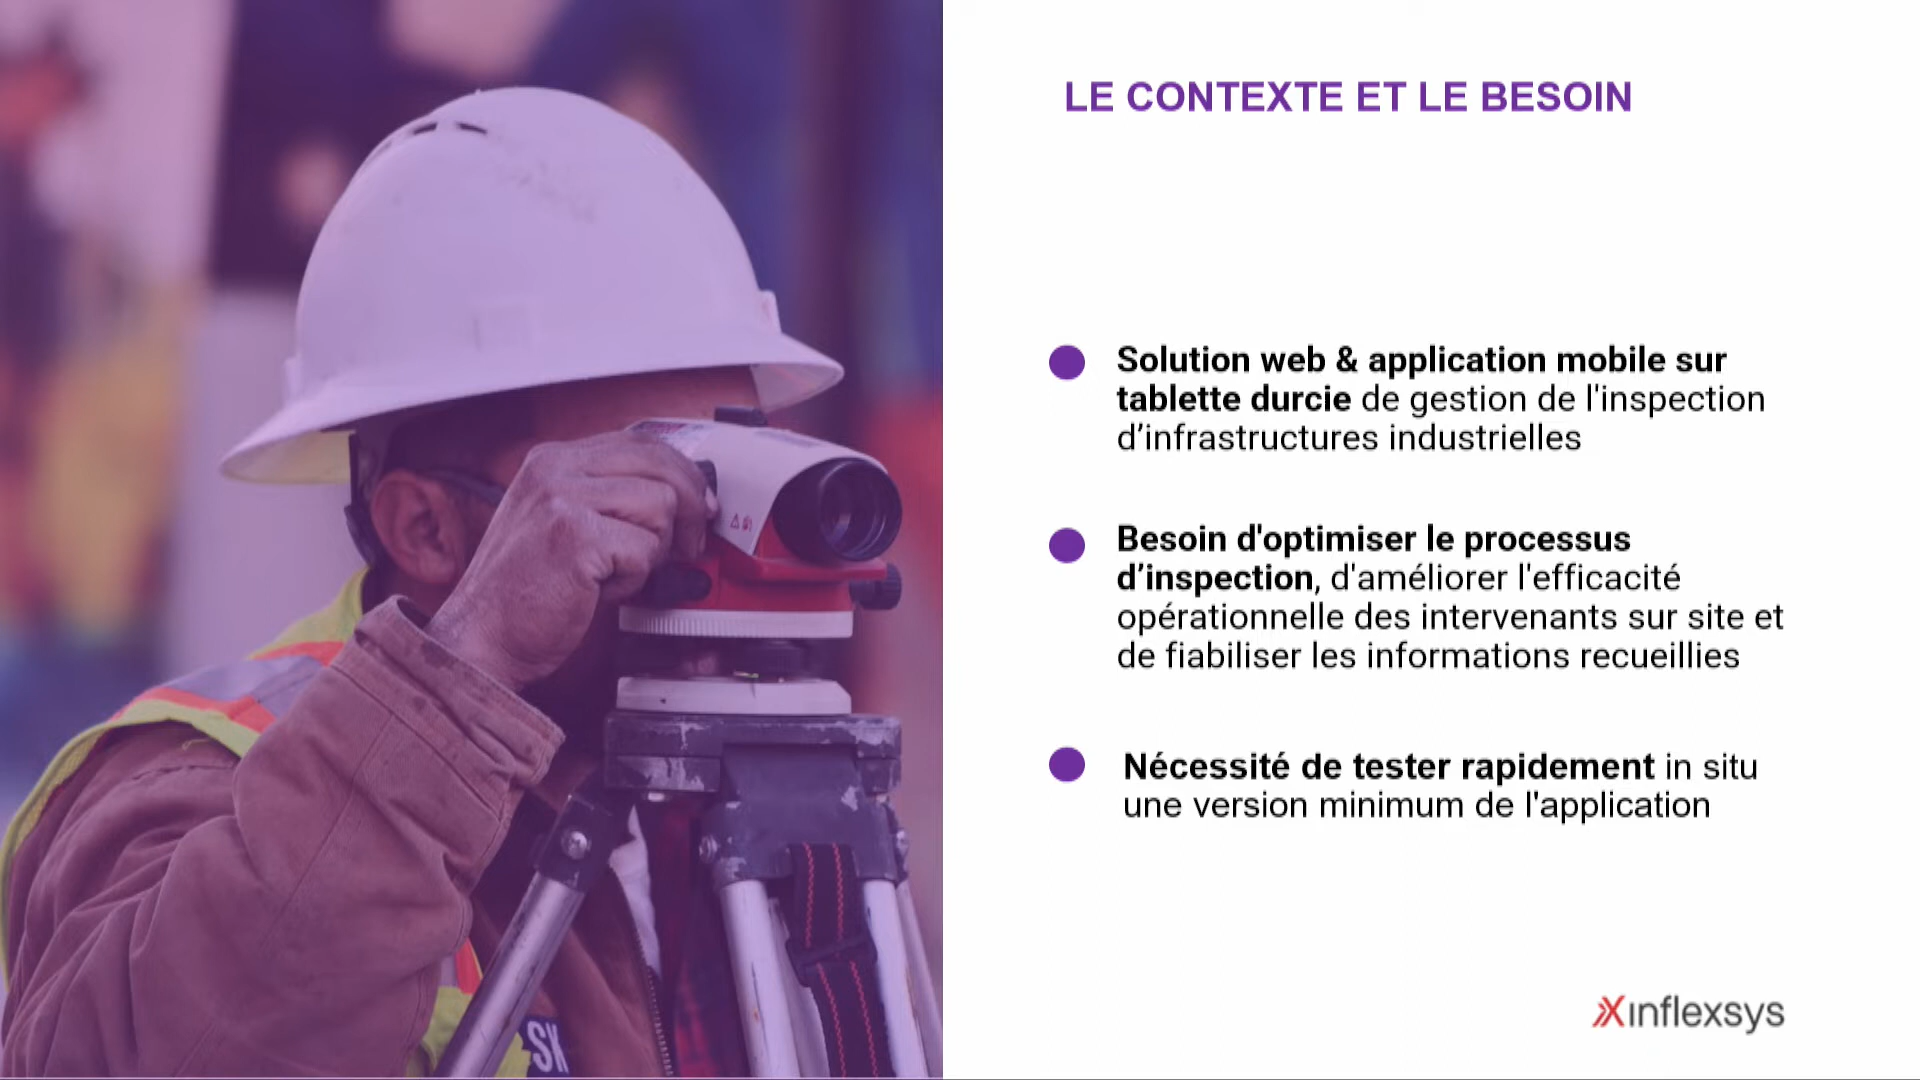 LE CONTEXTE ET LE BESOIN
Solution web & application mobile sur
tablette durcie de gestion de l'inspection
d’infrastructures industrielles
Besoin d'optimiser le processus
d’inspection, d'améliorer l'efficacité
opérationnelle des intervenants sur site et
de fiabiliser les informations recueillies
Nécessité de tester rapidement in situ
une version minimum de l'application
inflexsys
SK